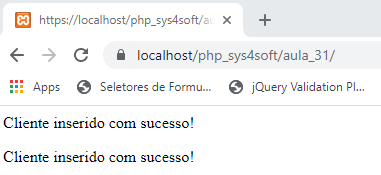 https://localhost/php_sys4soft/au
localhost/php_sys4soft/aula_31/
Apps
Seletores de Formu...
jQuery Validation Pl...
Cliente inserido com sucesso!
Cliente inserido com sucesso!